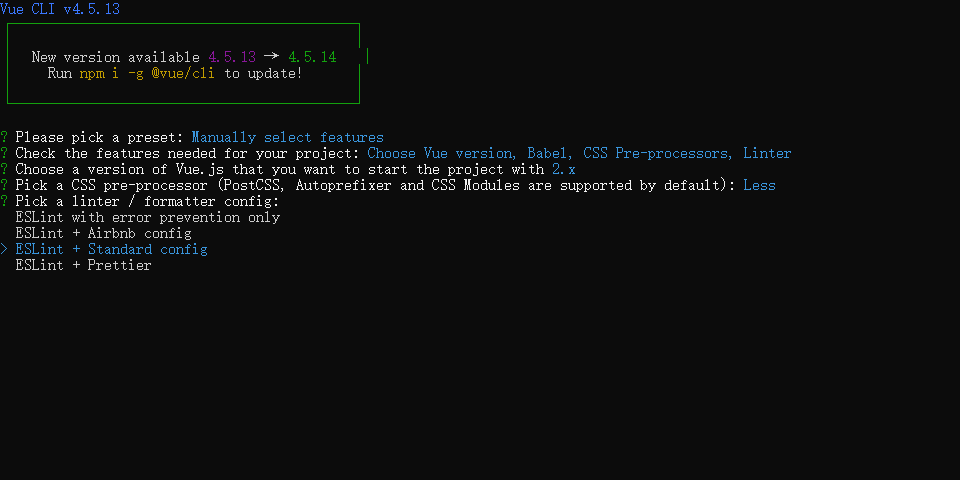 Vue CLI v4.5.13
New version available 4.5.13 → 4.5.14
Run npm i -g @vue/cli to update!
? Please pick a preset: Manually select features
? Check the features needed for your project: Choose Vue version, Babel, CSS Pre-processors, Linter
? Choose a version of Vue.js that you want to start the project with 2.x
? Pick a CSS pre-processor (PostCSS, Autoprefixer and CSS Modules are supported by default): Less
? Pick a linter / formatter config:
ESLint with error prevention only
ESLint + Airbnb config
> ESLint + Standard config
ESLint + Prettier